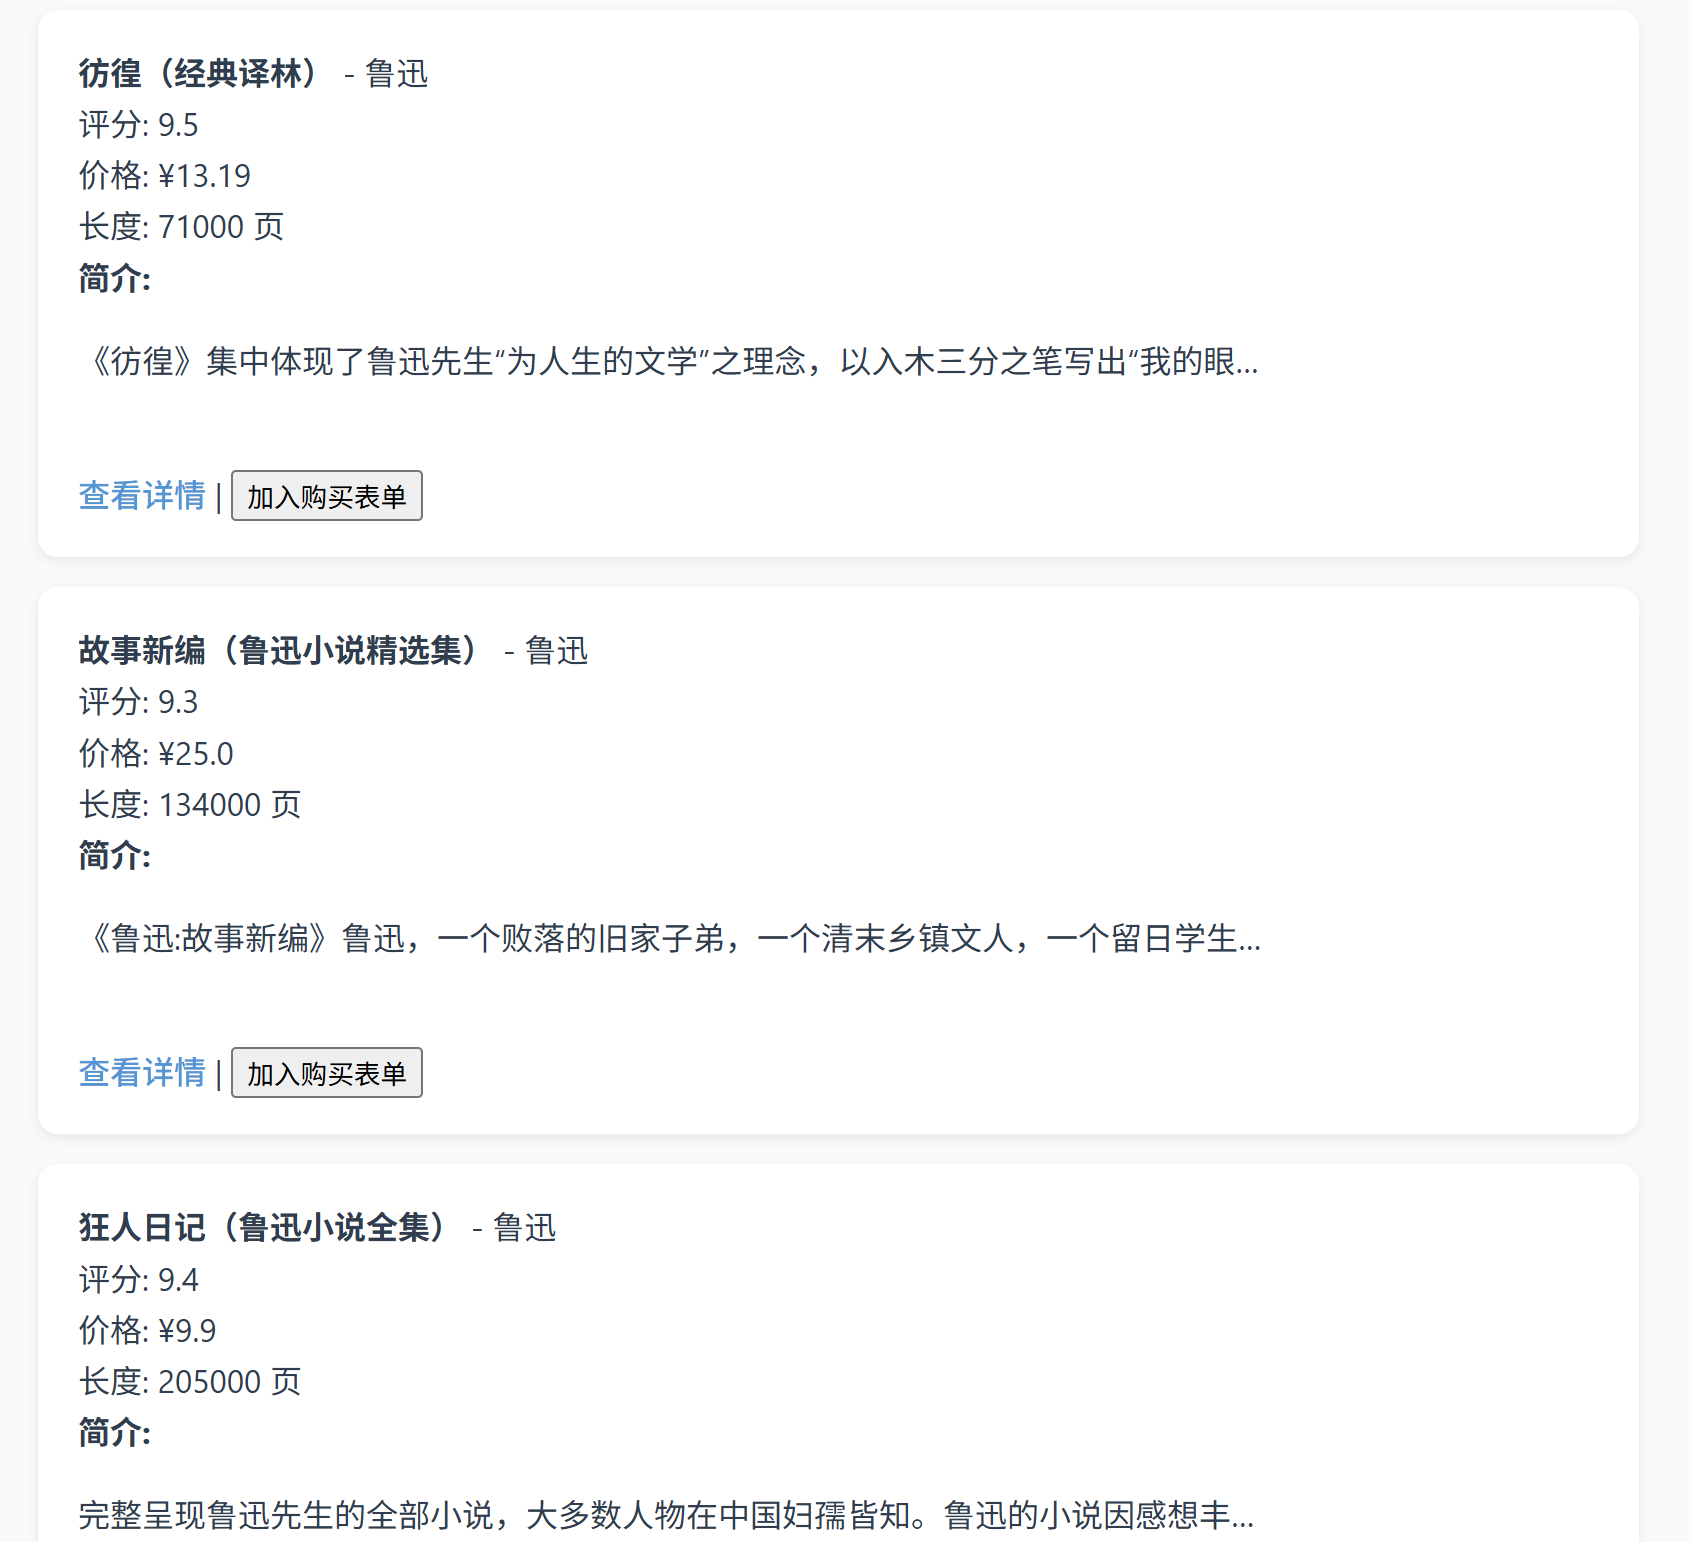 彷徨（经典译林） - 鲁迅
评分: 9.5
价格: ¥13.19
长度: 71000 页
简介:
《彷徨》集中体现了鲁迅先生“为人生的文学”之理念，以入木三分之笔写出“我的眼...
查看详情 | 加入购买表单
故事新编（鲁迅小说精选集） - 鲁迅
评分: 9.3
价格: ¥25.0
长度: 134000 页
简介:
《鲁迅:故事新编》鲁迅，一个败落的旧家子弟，一个清末乡镇文人，一个留日学生...
查看详情 | 加入购买表单
狂人日记（鲁迅小说全集） - 鲁迅
评分: 9.4
价格: ¥9.9
长度: 205000 页
简介:
完整呈现鲁迅先生的全部小说，大多数人物在中国妇孺皆知。鲁迅的小说因感想丰...